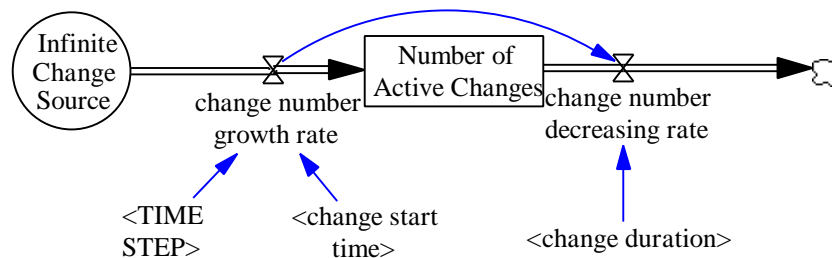 Infinite
Change
Source
Number of
Active Changes
change number
growth rate
change number
decreasing rate
<TIME
STEP>
<change start
time>
<change duration>